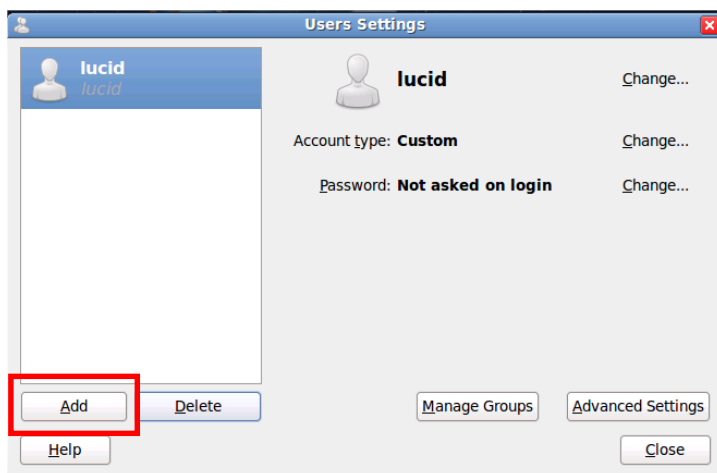 Users Settings
lucid
lucid
lucid
Change...
Account type: Custom
Change...
Password: Not asked on login
Change...
Add
Delete
Manage Groups
Advanced Settings
Help
Close